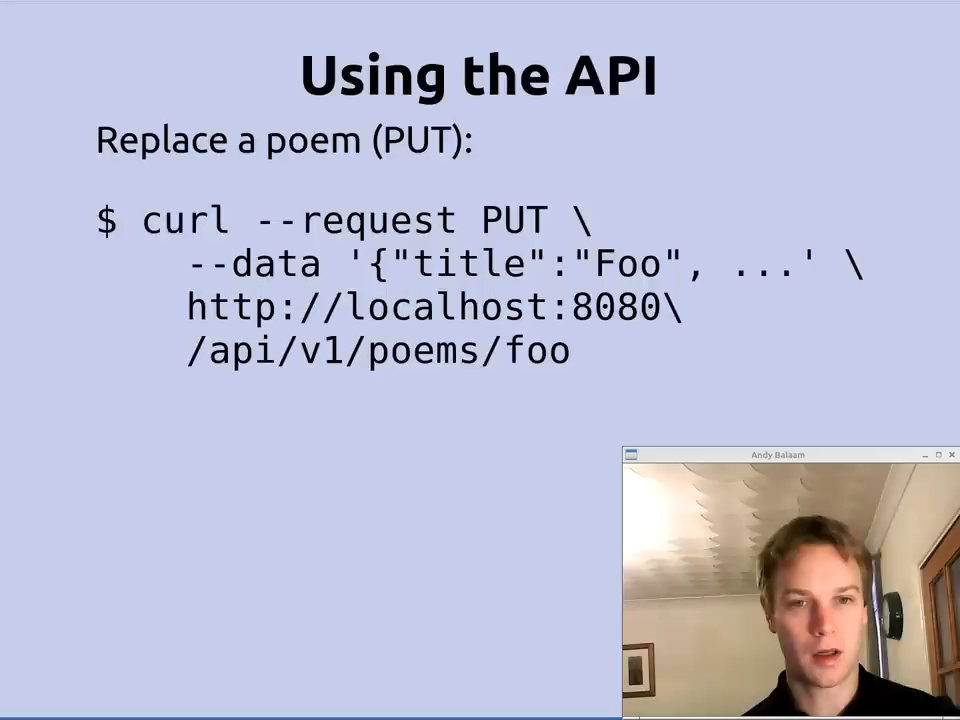 Using the API
Replace a poem (PUT):
$ curl --request PUT \
--data '{"title":"Foo", ...' \
http://localhost:8080\
/api/v1/poems/foo
Andy Balaam